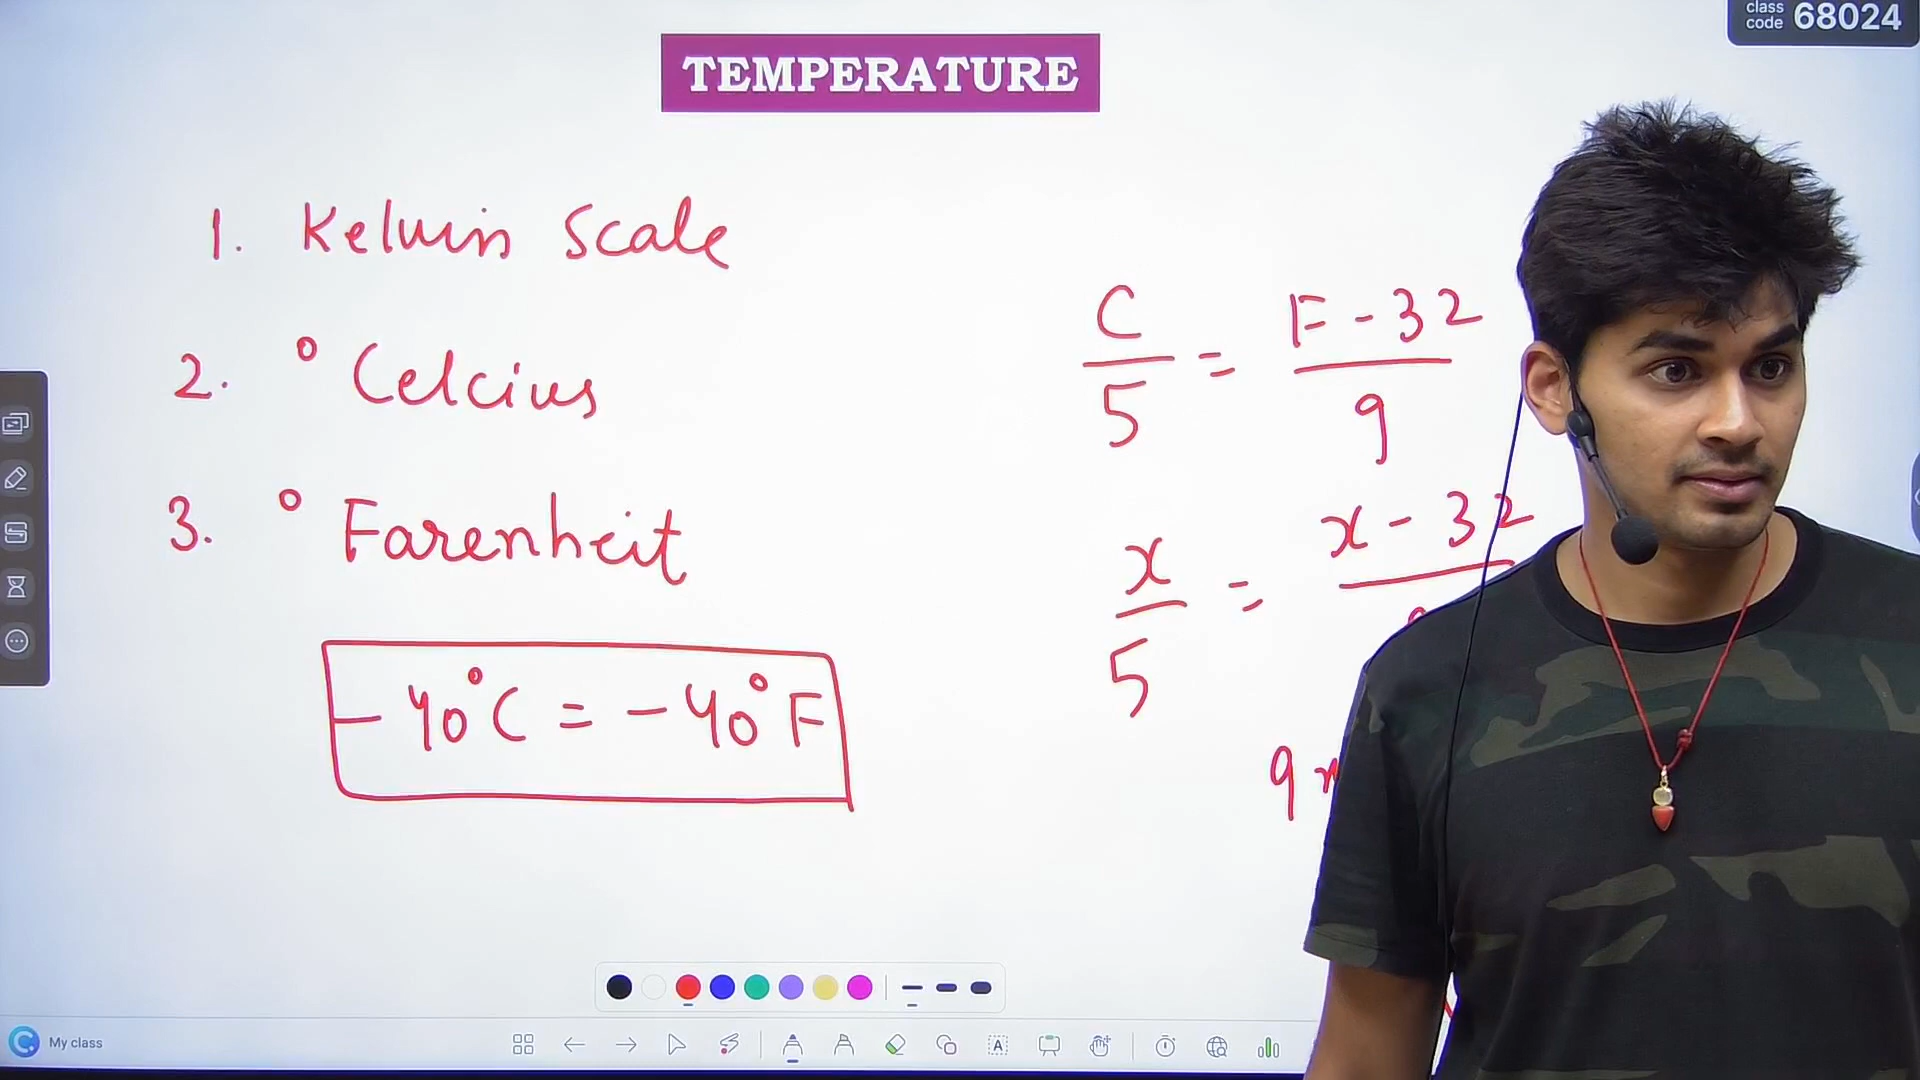 class code 68024
TEMPERATURE
1. Kelvin Scale
2. ° Celcius
3. ° Farenheit
-40°C = -40°F
C/5 = F-32/9
x/5 = x-32
9x
My class